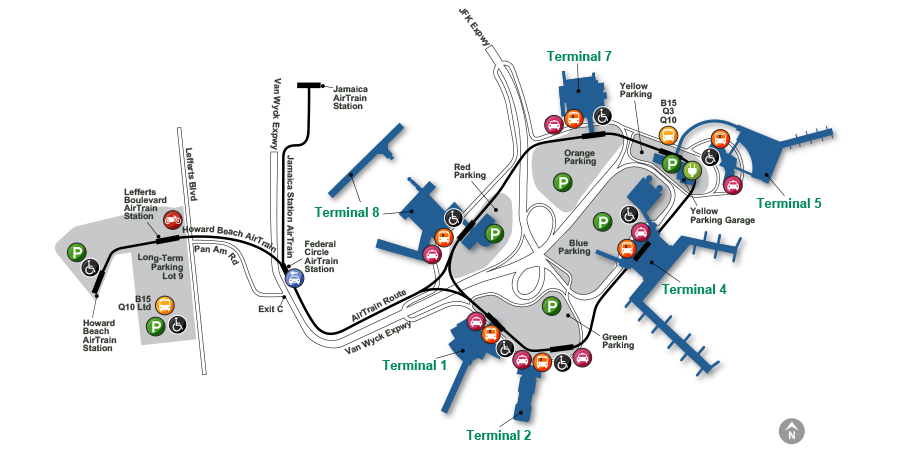 JFK Expwy
Terminal 7
Yellow
Parking
B15
Q3
Q10
Van Wyck Expwy
Jamaica
AirTrain
Station
Jamaica Station AirTrain
Lefferts Blvd
Orange
Parking
P
P
Red
Parking
Terminal 5
Lefferts
Boulevard
AirTrain
Station
Terminal 8
Yellow
Parking Garage
P
P
Howard Beach AirTrain
Pan Am Rd
Federal
Circle
AirTrain
Station
Blue
Parking
P
Long-Term
Parking
Lot 9
Terminal 4
B15
Q10 Ltd
P
Exit C
AirTrain Route
Van Wyck Expwy
P
Howard
Beach
AirTrain
Station
Green
Parking
Terminal 1
Terminal 2
N